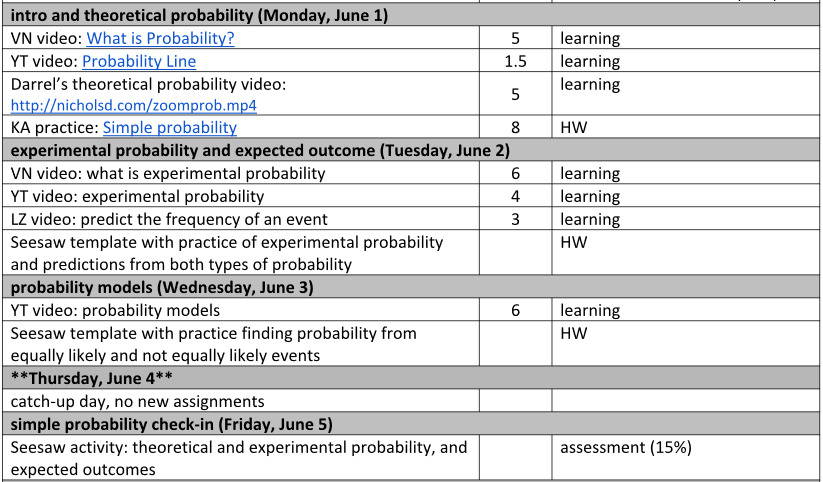 intro and theoretical probability (Monday, June 1)
VN video: What is Probability? 5 learning
YT video: Probability Line 1.5 learning
Darrel’s theoretical probability video:
http://nicholsd.com/zoomprob.mp4 5 learning
KA practice: Simple probability 8 HW
experimental probability and expected outcome (Tuesday, June 2)
VN video: what is experimental probability 6 learning
YT video: experimental probability 4 learning
LZ video: predict the frequency of an event 3 learning
Seesaw template with practice of experimental probability HW
and predictions from both types of probability
probability models (Wednesday, June 3)
YT video: probability models 6 learning
Seesaw template with practice finding probability from HW
equally likely and not equally likely events
**Thursday, June 4**
catch-up day, no new assignments
simple probability check-in (Friday, June 5)
Seesaw activity: theoretical and experimental probability, and assessment (15%)
expected outcomes